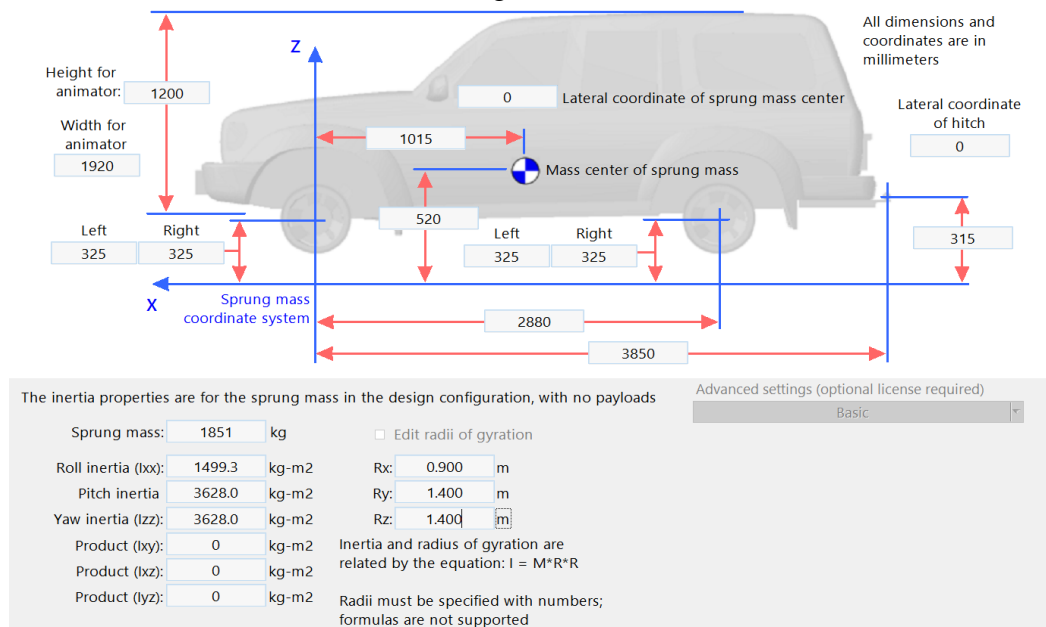 All dimensions and
coordinates are in
millimeters
Z
Height for
animator:
1200
0
Lateral coordinate of sprung mass center
Lateral coordinate
of hitch
0
Width for
animator
1920
1015
Mass center of sprung mass
520
Left
Right
325
325
Left
Right
325
325
315
X
Sprung mass
coordinate system
2880
3850
The inertia properties are for the sprung mass in the design configuration, with no payloads
Advanced settings (optional license required)
Basic
Sprung mass: 1851 kg
Edit radii of gyration
Roll inertia (Ixx): 1499.3 kg-m2
Rx: 0.900 m
Pitch inertia 3628.0 kg-m2
Ry: 1.400 m
Yaw inertia (Izz): 3628.0 kg-m2
Rz: 1.400 m
Product (Ixy): 0 kg-m2
Product (Ixz): 0 kg-m2
Product (Iyz): 0 kg-m2
Inertia and radius of gyration are
related by the equation: I = M*R*R
Radii must be specified with numbers;
formulas are not supported